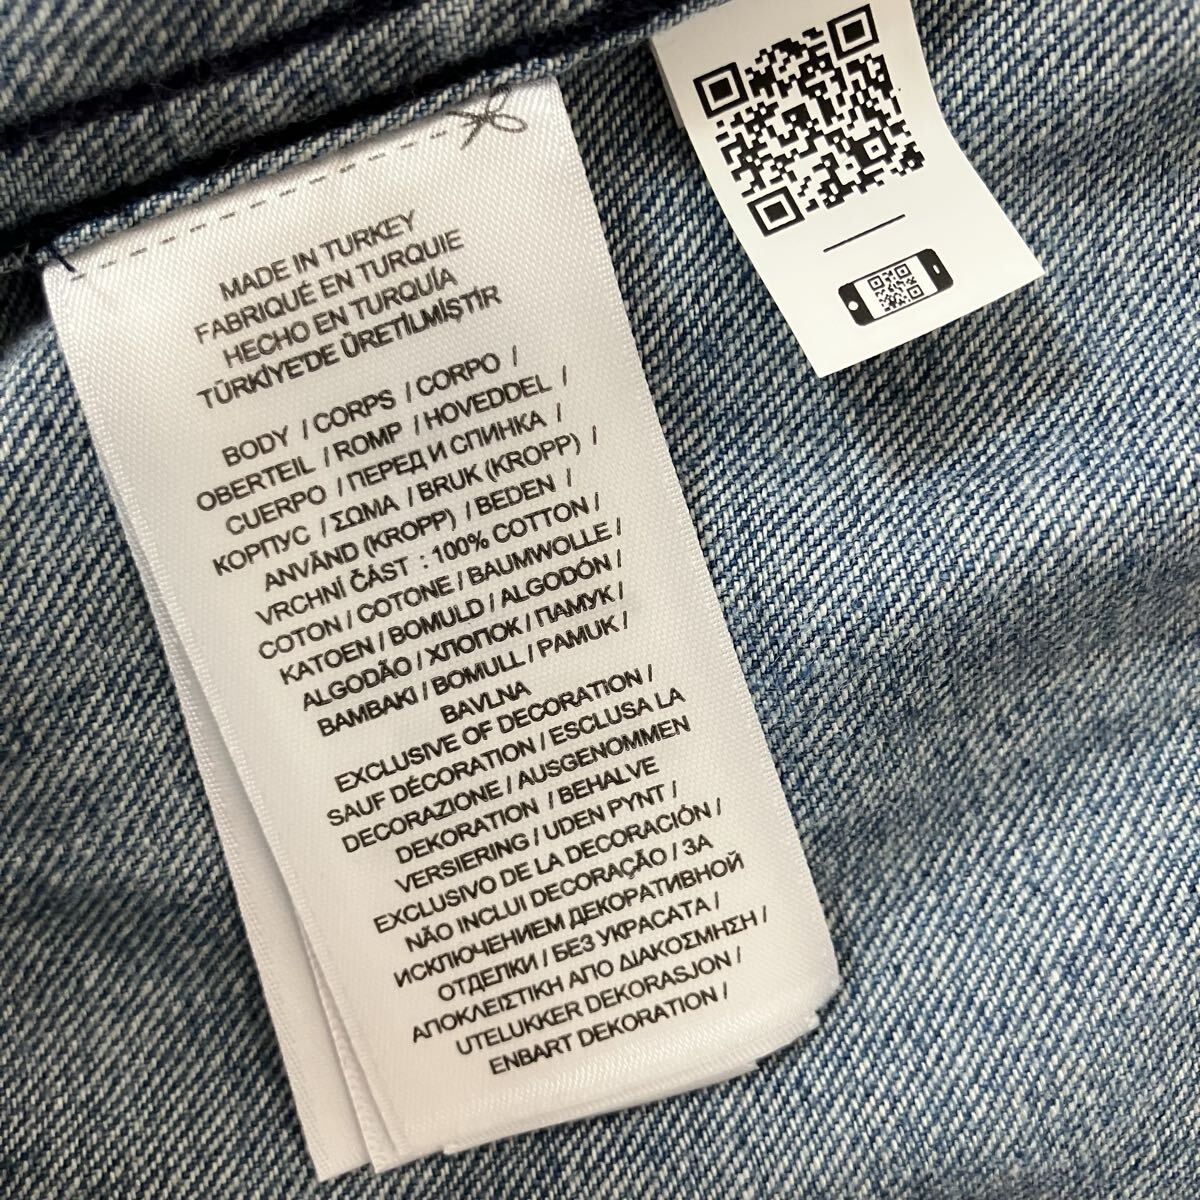 MADE IN TURKEY
FABRIQUÉ EN TURQUIE
HECHO EN TURQUÍA
TÜRKİYE'DE ÜRETİLMİŞTİR
BODY / CORPS / CORPO /
OBERTEIL / ROMP / HOVEDDEL /
CUERPO / ПЕРЕД И СПИНКА /
КОРПУС / ΣΩΜΑ / BRUK (KROPP) /
ANVÄND (KROPP) / BEDEN /
VRCHNÍ ČÁST : 100% COTTON /
COTON / COTONE / BAUMWOLLE /
KATOEN / BOMULD / ALGODÓN /
ALGODÃO / ХЛОПОК / ПАМУК /
BAMBAKI / BOMULL / PAMUK /
BAVLNA
EXCLUSIVE OF DECORATION /
SAUF DÉCORATION / ESCLUSA LA
DECORAZIONE / AUSGENOMMEN
DEKORATION / BEHALVE
VERSIERING / UDEN PYNT /
EXCLUSIVO DE LA DECORACIÓN /
NÃO INCLUI DECORAÇÃO / ЗА
ИСКЛЮЧЕНИЕМ ДЕКОРАТИВНОЙ
ОТДЕЛКИ / БЕЗ УКРАСАТА /
ΑΠΟΚΛΕΙΣΤΙΚΗ ΑΠΟ ΔΙΑΚΟΣΜΗΣΗ /
UTELUKKER DEKORASJON /
ENBART DEKORATION /